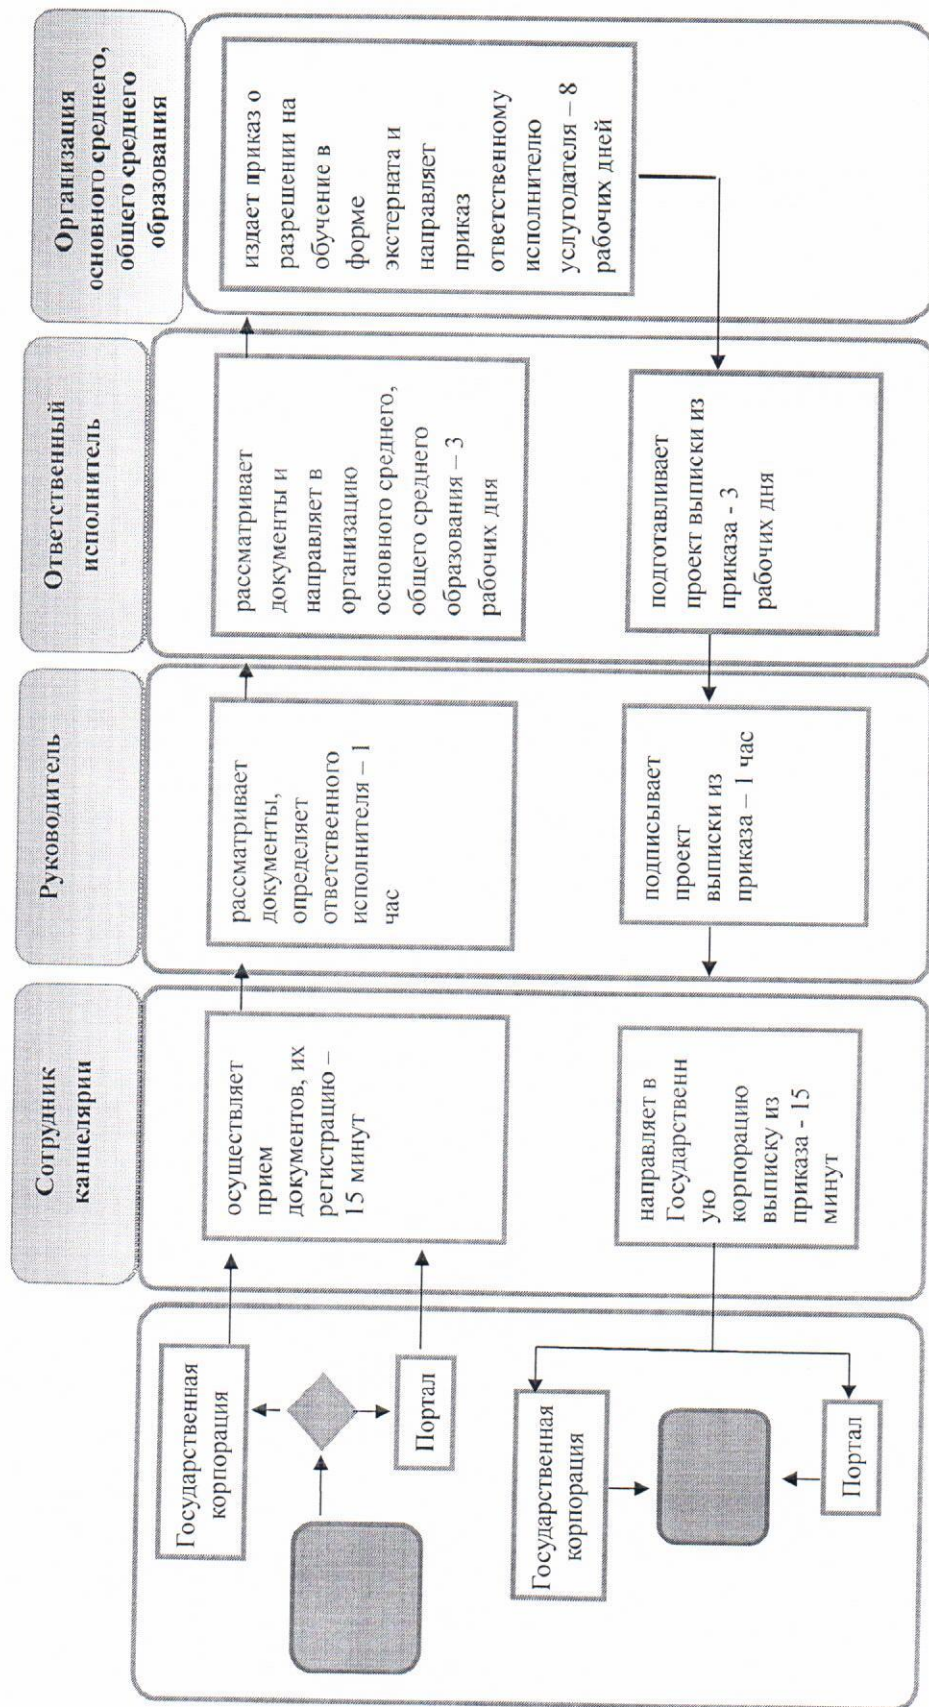 Сотрудник
канцелярии
Руководитель
Ответственный
исполнитель
Организация
основного среднего,
общего среднего
образования
Государственная
корпорация
Портал
осуществляет
прием
документов, их
регистрацию –
15 минут
рассматривает
документы,
определяет
ответственного
исполнителя – 1
час
рассматривает
документы и
направляет в
организацию
основного среднего,
общего среднего
образования – 3
рабочих дня
издает приказ о
разрешении на
обучение в
форме
экстерната и
направляет
приказ
ответственному
исполнителю
услугодателя – 8
рабочих дней
Государственная
корпорация
Портал
направляет в
Государственн
ую
корпорацию
выписку из
приказа - 15
минут
подписывает
проект
выписки из
приказа – 1 час
подготавливает
проект выписки из
приказа - 3
рабочих дня